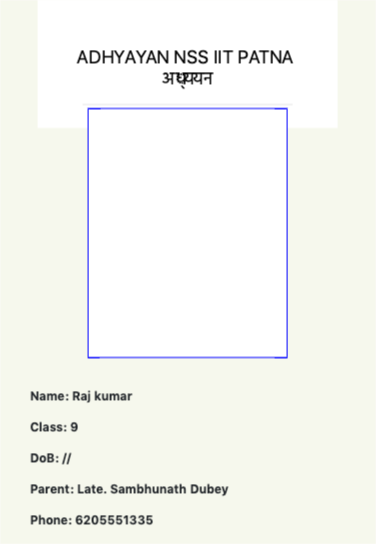 ADHYAYAN NSS IIT PATNA
अध्ययन
Name: Raj kumar
Class: 9
DoB: //
Parent: Late. Sambhunath Dubey
Phone: 6205551335